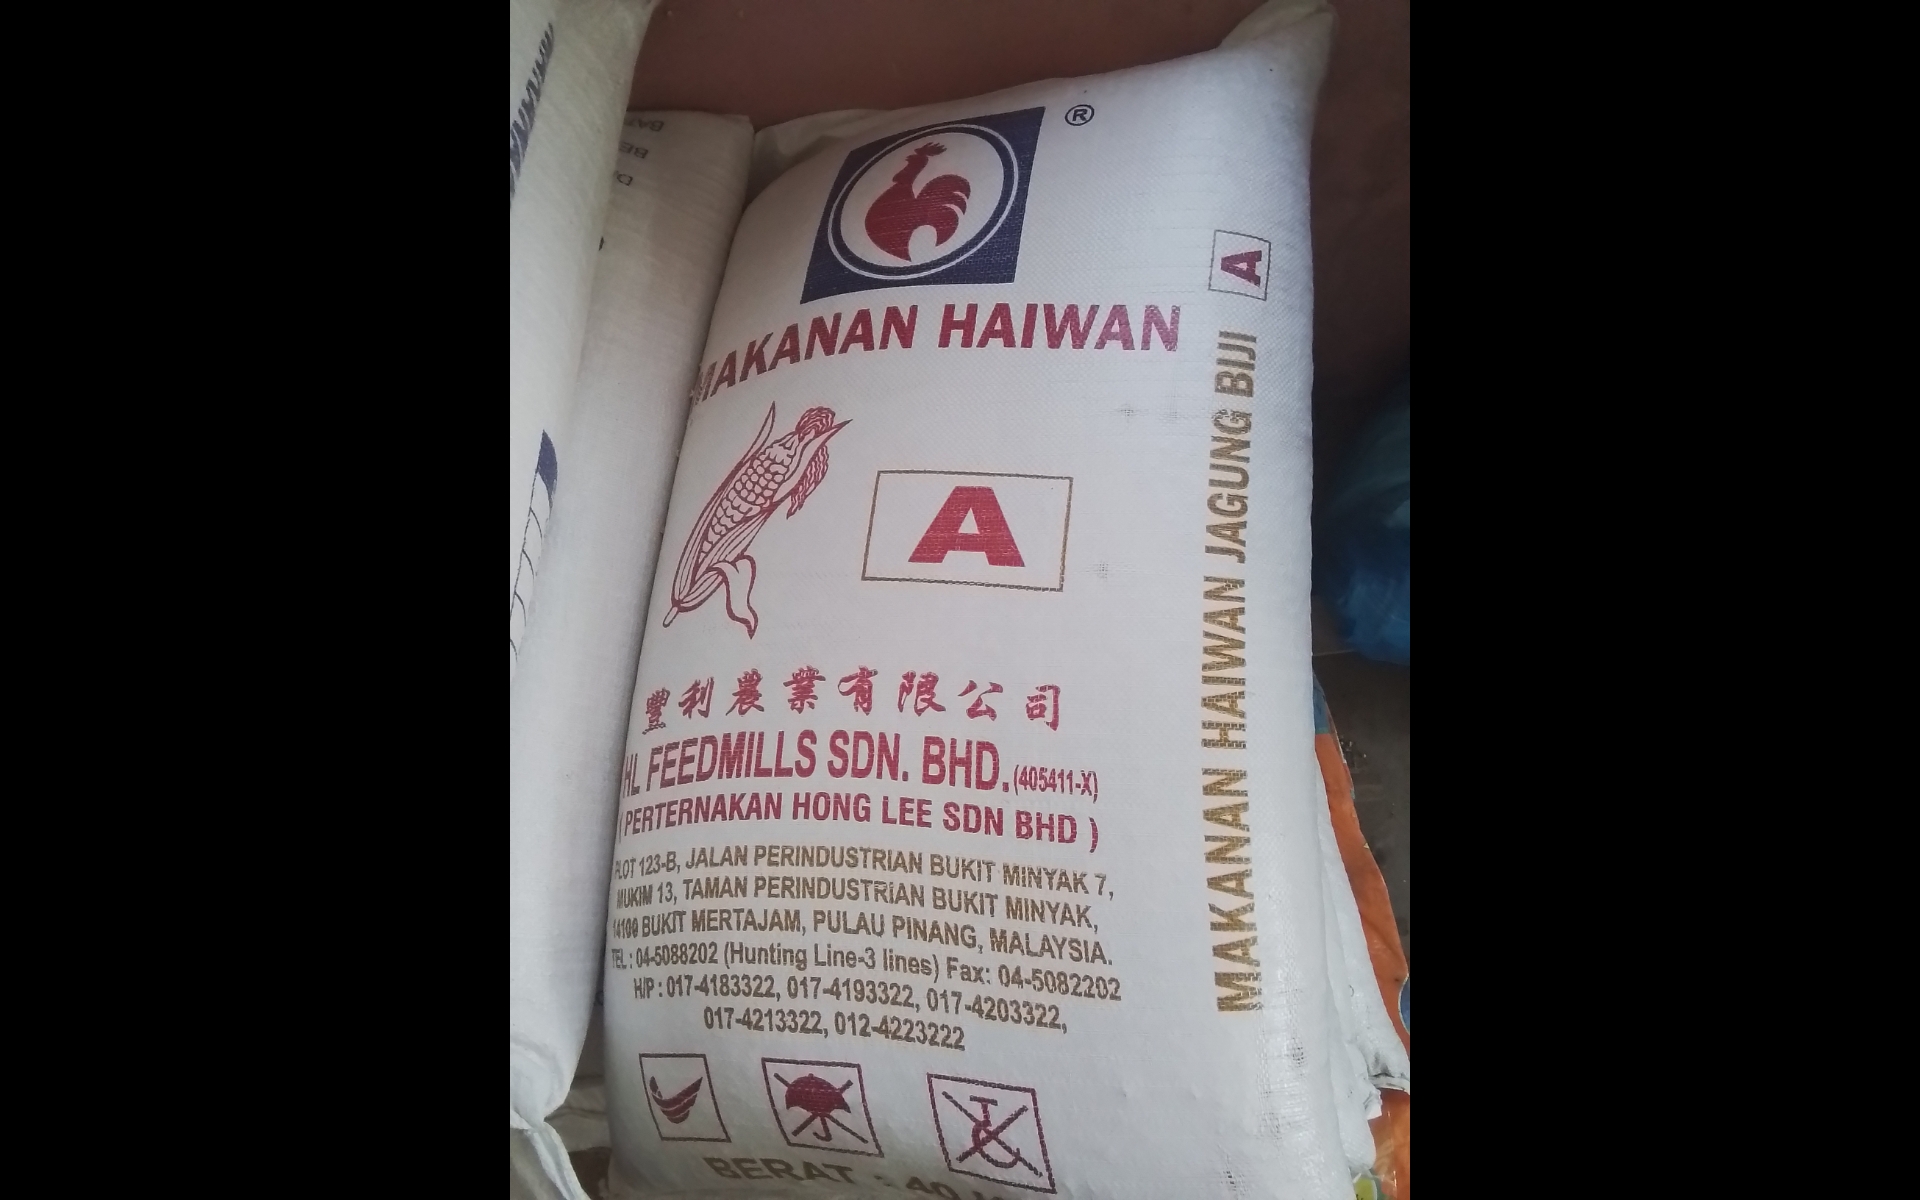 ®
MAKANAN HAIWAN
A
豐利農業有限公司
HL FEEDMILLS SDN. BHD. (405411-X)
( PERTERNAKAN HONG LEE SDN BHD )
PLOT 123-B, JALAN PERINDUSTRIAN BUKIT MINYAK 7,
MUKIM 13, TAMAN PERINDUSTRIAN BUKIT MINYAK,
14100 BUKIT MERTAJAM, PULAU PINANG, MALAYSIA.
TEL : 04-5088202 (Hunting Line-3 lines) Fax: 04-5082202
H/P : 017-4183322, 017-4193322, 017-4203322,
017-4213322, 012-4223222
BERAT : 40
MAKANAN HAIWAN JAGUNG BIJI A